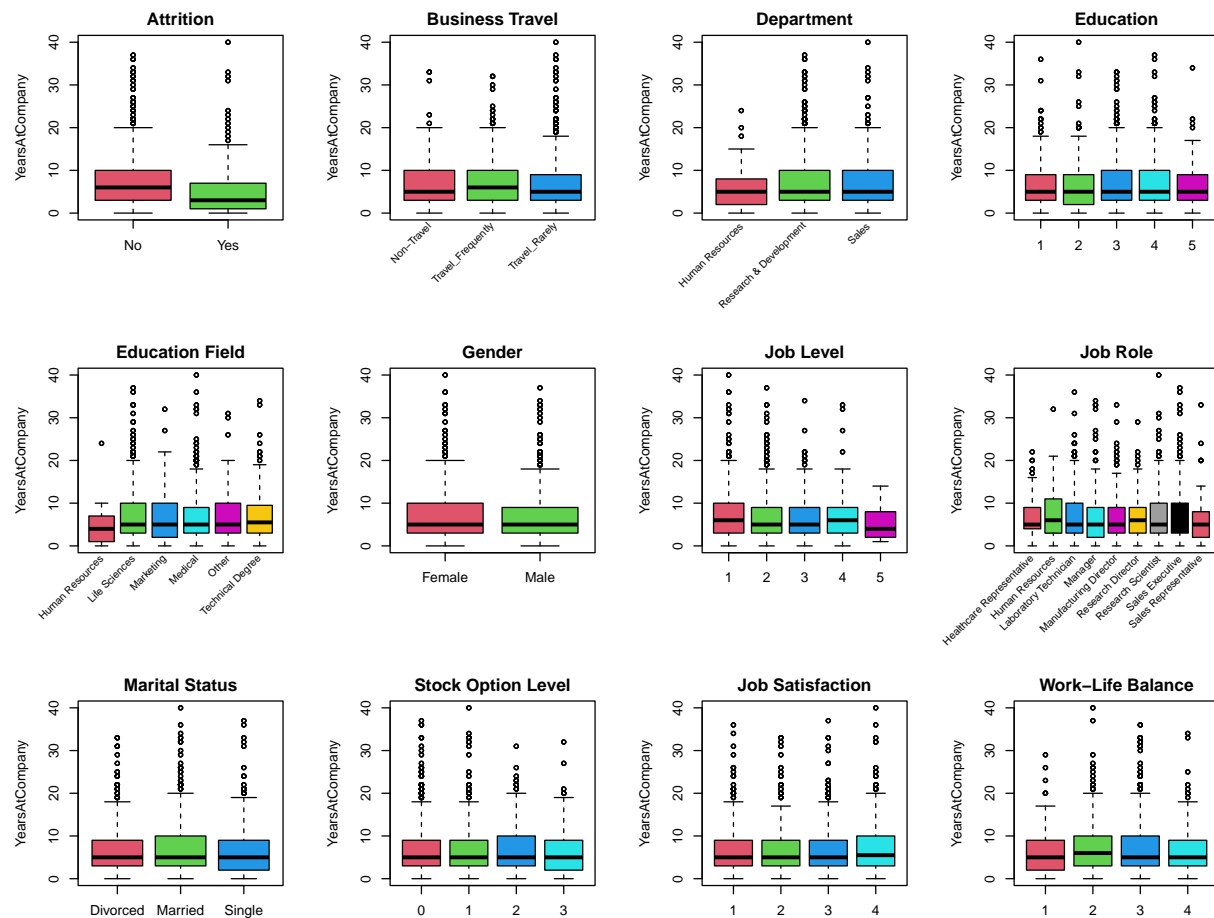 Attrition
YearsAtCompany
0 10 20 30 40
No Yes
Business Travel
YearsAtCompany
0 10 20 30 40
Non−Travel
Travel_Frequently
Travel_Rarely
Department
YearsAtCompany
0 10 20 30 40
Human Resources
Research & Development
Sales
Education
YearsAtCompany
0 10 20 30 40
1 2 3 4 5
Education Field
YearsAtCompany
0 10 20 30 40
Human Resources
Life Sciences
Marketing
Medical
Other
Technical Degree
Gender
YearsAtCompany
0 10 20 30 40
Female Male
Job Level
YearsAtCompany
0 10 20 30 40
1 2 3 4 5
Job Role
YearsAtCompany
0 10 20 30 40
Healthcare Representative
Human Resources
Laboratory Technician
Manager
Manufacturing Director
Research Director
Research Scientist
Sales Executive
Sales Representative
Marital Status
YearsAtCompany
0 10 20 30 40
Divorced Married Single
Stock Option Level
YearsAtCompany
0 10 20 30 40
0 1 2 3
Job Satisfaction
YearsAtCompany
0 10 20 30 40
1 2 3 4
Work−Life Balance
YearsAtCompany
0 10 20 30 40
1 2 3 4